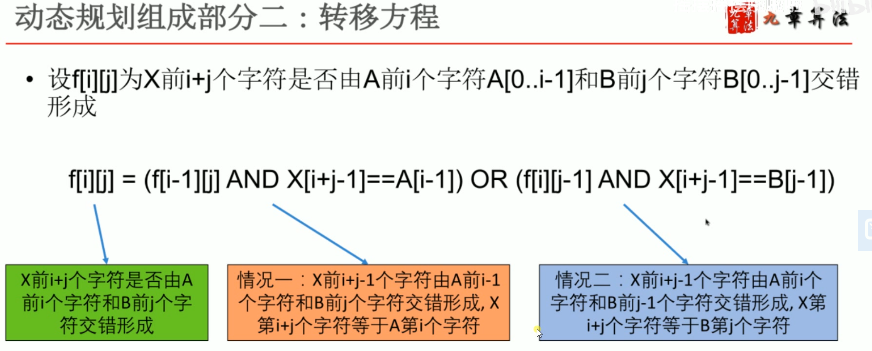 动态规划组成部分二：转移方程
九章算法
九章算法
• 设f[i][j]为X前i+j个字符是否由A前i个字符A[0..i-1]和B前j个字符B[0..j-1]交错
形成
f[i][j] = (f[i-1][j] AND X[i+j-1]==A[i-1]) OR (f[i][j-1] AND X[i+j-1]==B[j-1])
X前i+j个字符是否由A
前i个字符和B前j个字
符交错形成
情况一：X前i+j-1个字符由A前i-1
个字符和B前j个字符交错形成, X
第i+j个字符等于A第i个字符
情况二：X前i+j-1个字符由A前i个
字符和B前j-1个字符交错形成, X第
i+j个字符等于B第j个字符